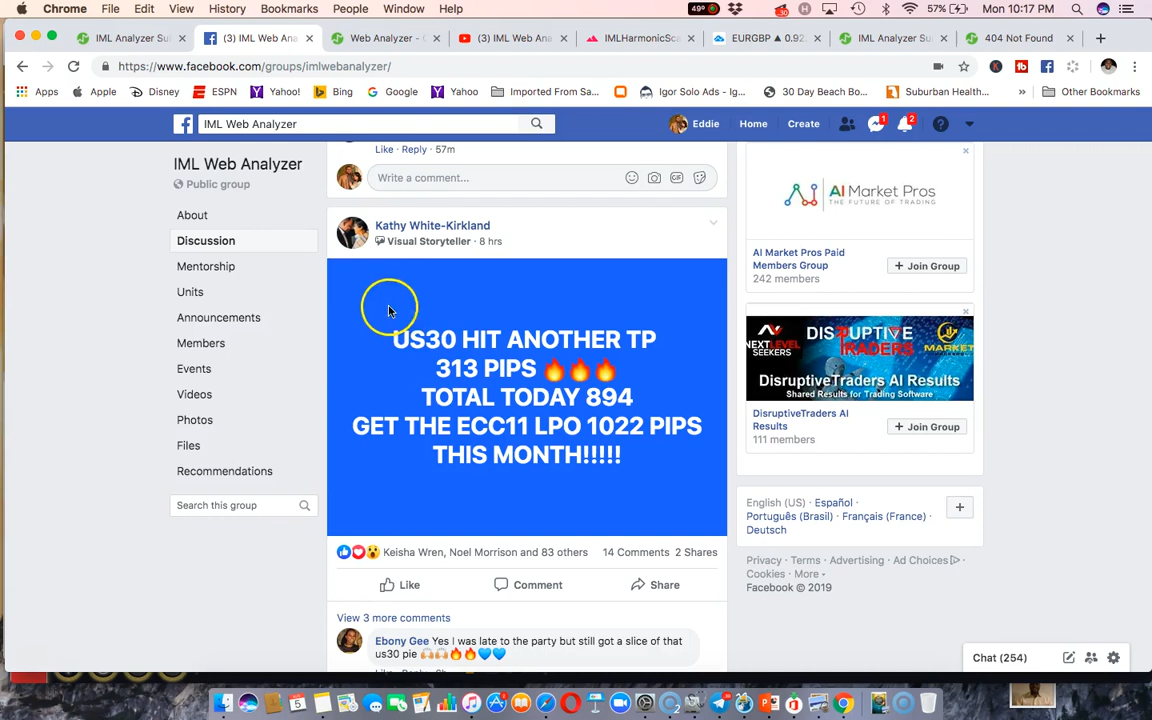 Chrome File Edit View History Bookmarks People Window Help 49° 30 57% Mon 10:17 PM
IML Analyzer Su (3) IML Web An Web Analyzer - (3) IML Web An IMLHarmonicSca EURGBP ▲ 0.92 IML Analyzer Su 404 Not Found
https://www.facebook.com/groups/imlwebanalyzer/
Apps Apple Disney ESPN Yahoo! Bing Google Yahoo Imported From Sa... Igor Solo Ads - Ig... 30 Day Beach Bo... Suburban Health... » Other Bookmarks
IML Web Analyzer Eddie Home Create 1 2
IML Web Analyzer
Public group
About
Discussion
Mentorship
Units
Announcements
Members
Events
Videos
Photos
Files
Recommendations
Search this group
Like · Reply · 57m
Write a comment...
GIF
Kathy White-Kirkland
Visual Storyteller · 8 hrs
US30 HIT ANOTHER TP
313 PIPS 🔥🔥🔥
TOTAL TODAY 894
GET THE ECC11 LPO 1022 PIPS
THIS MONTH!!!!!
Keisha Wren, Noel Morrison and 83 others 14 Comments 2 Shares
Like Comment Share
View 3 more comments
Ebony Gee Yes I was late to the party but still got a slice of that
us30 pie 🙌🏼🙌🏼🔥🔥💙💙
AI Market Pros
THE FUTURE OF TRADING
AI Market Pros Paid
Members Group
242 members
+ Join Group
NEXT LEVEL
SEEKERS
DISRUPTIVE
TRADERS
MARKET
DisruptiveTraders AI Results
Shared Results for Trading Software
DisruptiveTraders AI
Results
111 members
+ Join Group
English (US) · Español ·
Português (Brasil) · Français (France) ·
Deutsch
Privacy · Terms · Advertising · Ad Choices ·
Cookies · More
Facebook © 2019
Chat (254)